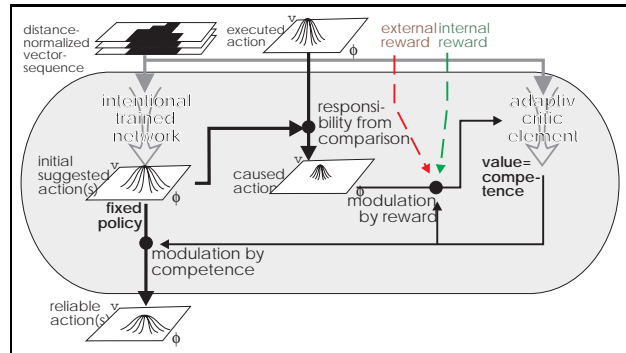 distance-
normalized
vector-
sequence
executed
action
v
ϕ
external
reward
internal
reward
intentional
trained
network
responsi-
bility from
comparison
adaptiv
critic
element
initial
suggested
action(s)
v
ϕ
fixed
policy
caused
action
v
ϕ
modulation
by reward
value=
compe-
tence
modulation by
competence
reliable
action(s)
v
ϕ